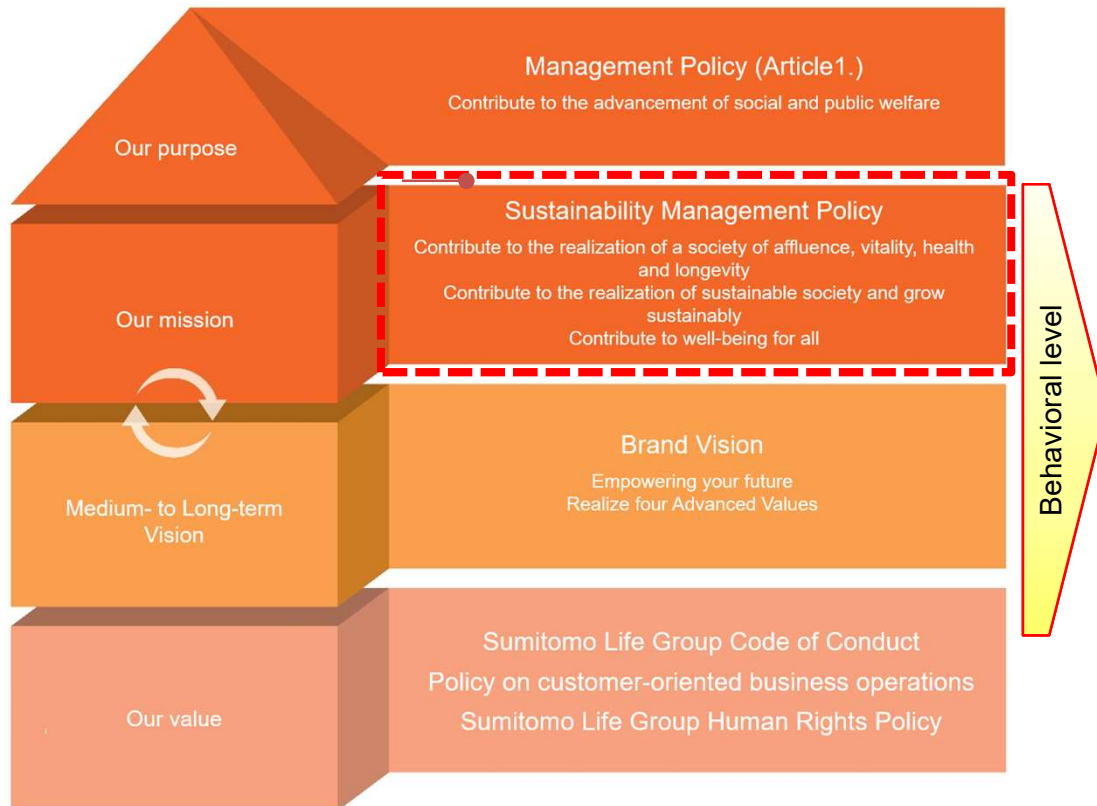 Management Policy (Article1.)
Contribute to the advancement of social and public welfare
Our purpose
Sustainability Management Policy
Contribute to the realization of a society of affluence, vitality, health
and longevity
Contribute to the realization of sustainable society and grow
sustainably
Contribute to well-being for all
Our mission
Behavioral level
Brand Vision
Empowering your future
Realize four Advanced Values
Medium- to Long-term
Vision
Sumitomo Life Group Code of Conduct
Policy on customer-oriented business operations
Sumitomo Life Group Human Rights Policy
Our value